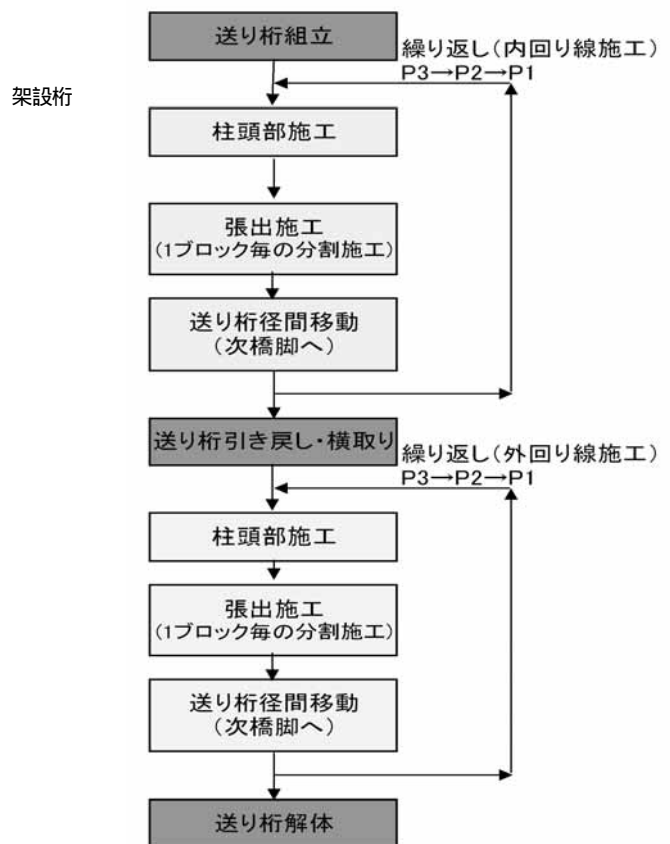 送り桁組立
繰り返し(内回り線施工)
P3→P2→P1
架設桁
柱頭部施工
張出施工
(1ブロック毎の分割施工)
送り桁径間移動
(次橋脚へ)
送り桁引き戻し・横取り
繰り返し(外回り線施工)
P3→P2→P1
柱頭部施工
張出施工
(1ブロック毎の分割施工)
送り桁径間移動
(次橋脚へ)
送り桁解体